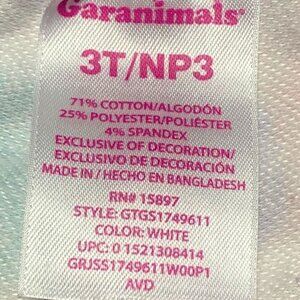 Garanimals®
3T/NP3
71% COTTON/ALGODÓN
25% POLYESTER/POLIÉSTER
4% SPANDEX
EXCLUSIVE OF DECORATION/
EXCLUSIVO DE DECORACIÓN
MADE IN / HECHO EN BANGLADESH
RN# 15897
STYLE: GTGS1749611
COLOR: WHITE
UPC: 0 1521308414
GRJSS1749611W00P1
AVD